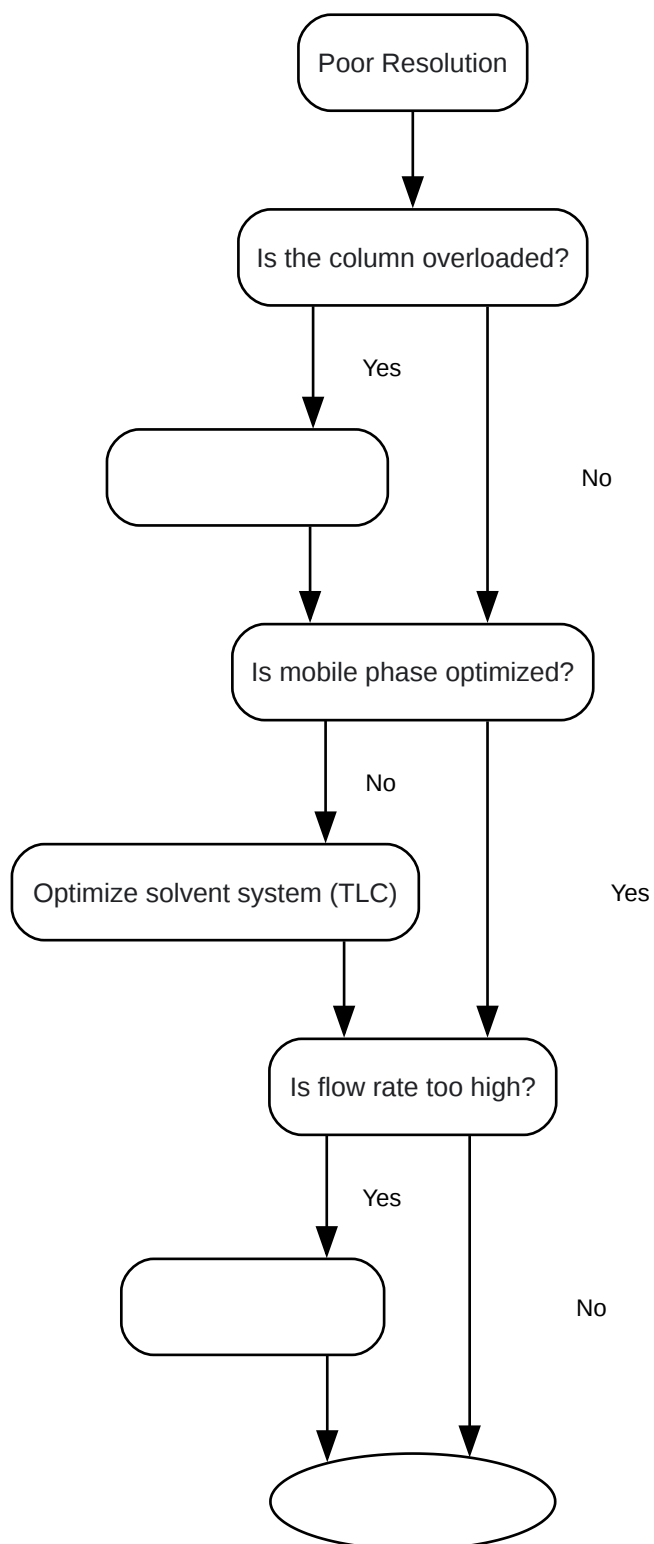 Poor Resolution
Is the column overloaded?
Yes
No
Is mobile phase optimized?
No
Optimize solvent system (TLC)
Yes
Is flow rate too high?
Yes
No